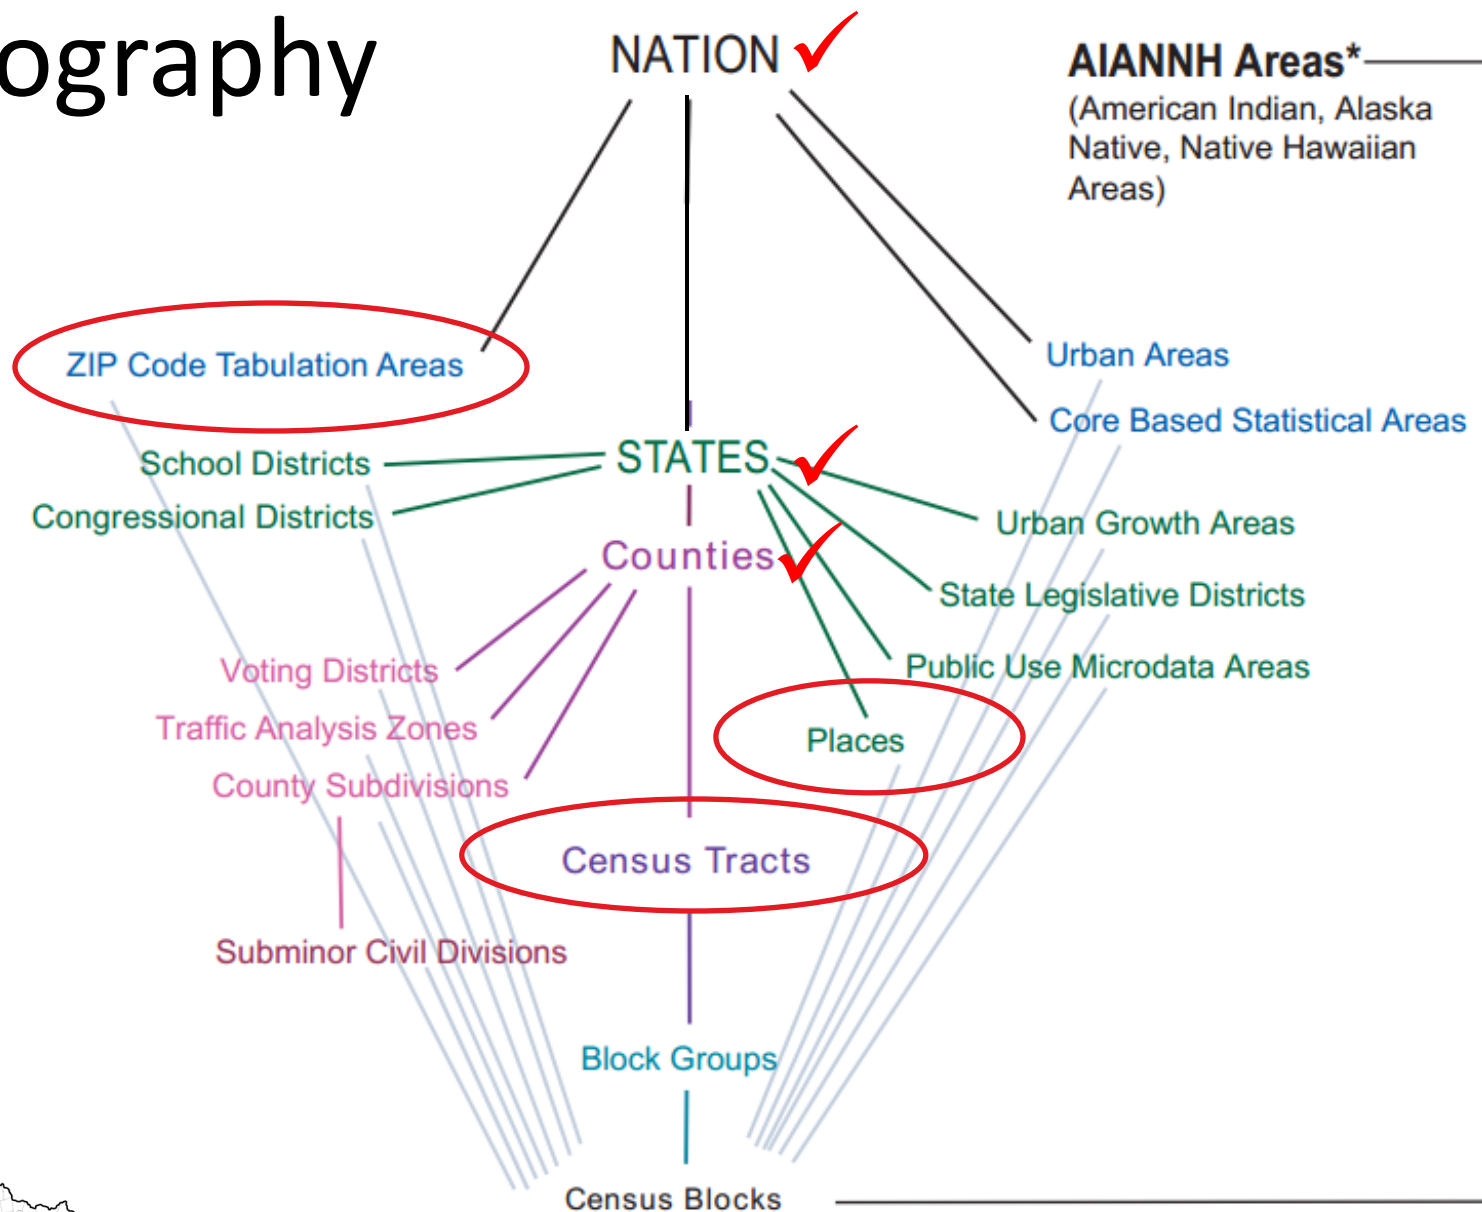 ography
NATION
AIANNH Areas*
(American Indian, Alaska
Native, Native Hawaiian
Areas)
ZIP Code Tabulation Areas
Urban Areas
Core Based Statistical Areas
STATES
School Districts
Congressional Districts
Urban Growth Areas
Counties
State Legislative Districts
Voting Districts
Public Use Microdata Areas
Traffic Analysis Zones
Places
County Subdivisions
Census Tracts
Subminor Civil Divisions
Block Groups
Census Blocks